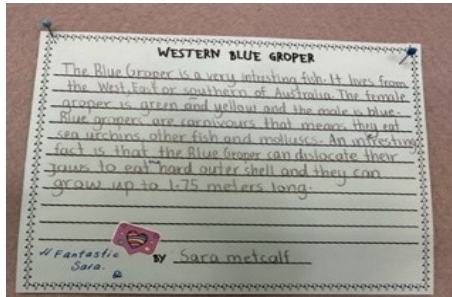 WESTERN BLUE GROPER
The Blue Groper is a very intresting fish. It loves from
the West, East or southern of Australia. The female
groper is green and yellow and the male is blue.
Blue gropers are carnivours that means they eat
sea urchins, other fish and molluscs. An intresting
fact is that the Blue Groper can dislocate their
jaws to eat hard outer shell and they can
grow up to 1.75 meters long.
Fantastic
Sara.
BY Sara metcalf